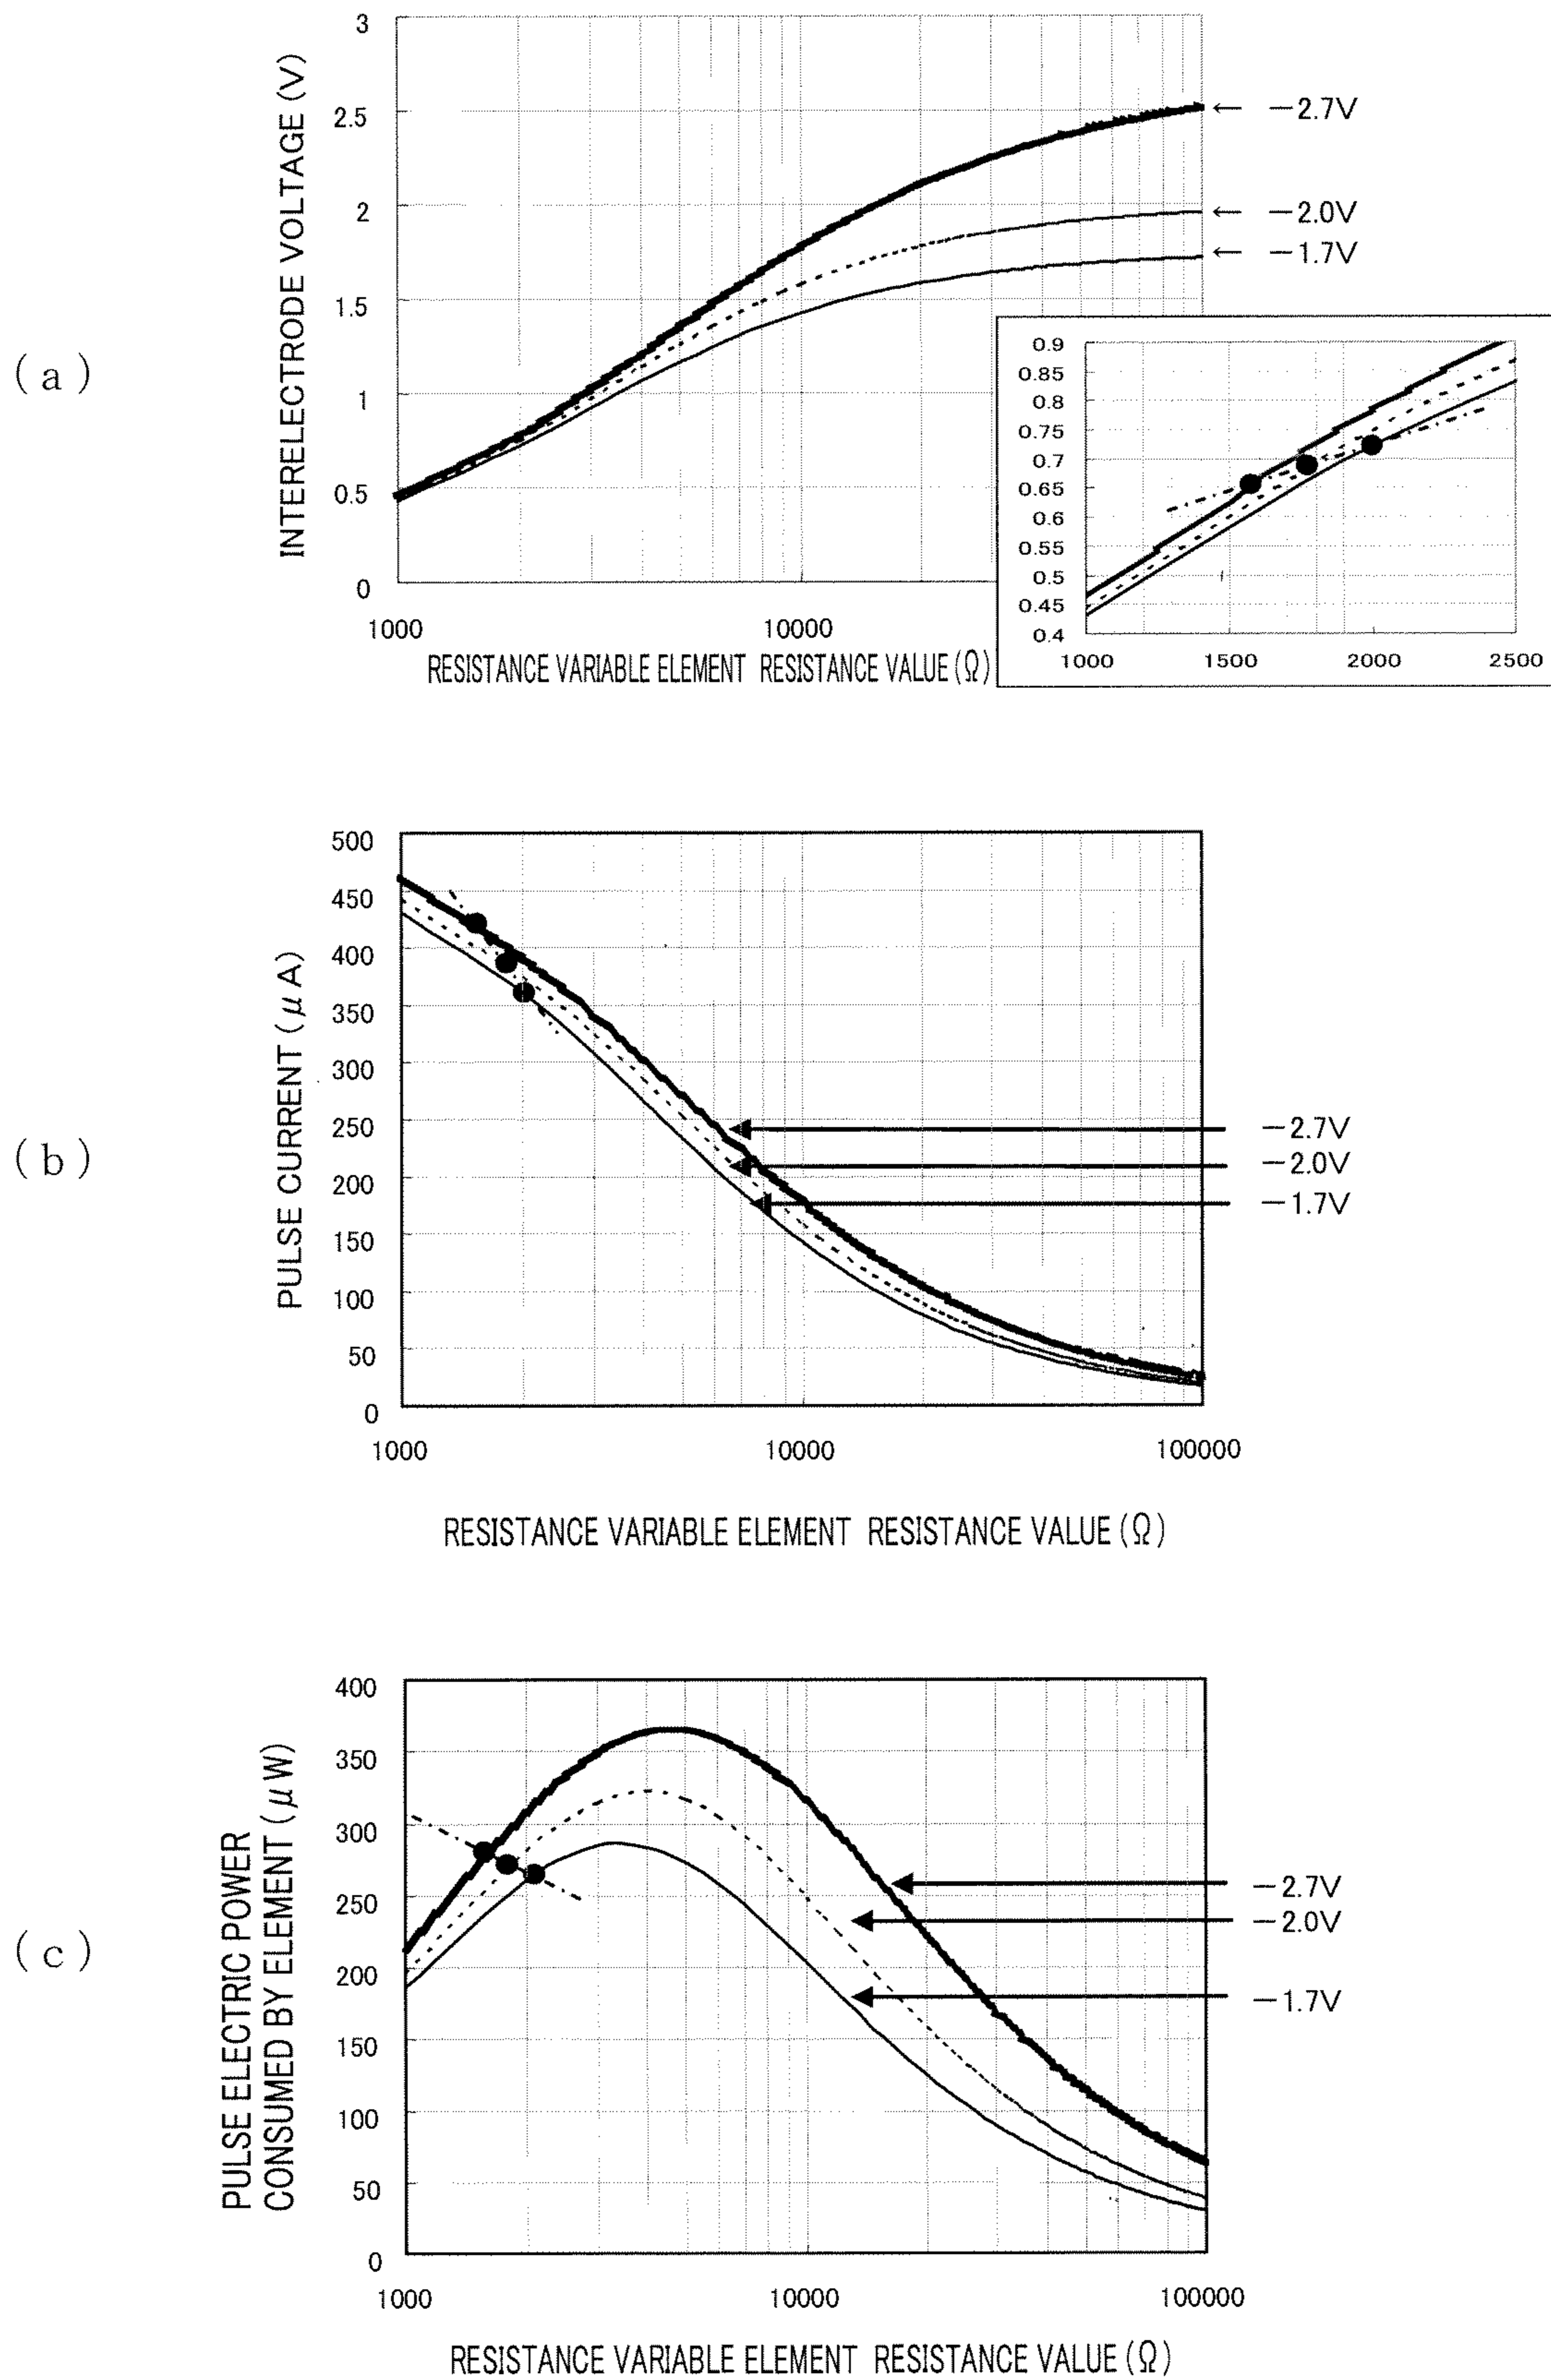 (a)
INTERELECTRODE VOLTAGE (V)
3
2.5
2
1.5
1
0.5
0
1000
10000
RESISTANCE VARIABLE ELEMENT RESISTANCE VALUE (Ω)
← −2.7V
← −2.0V
← −1.7V
0.9
0.85
0.8
0.75
0.7
0.65
0.6
0.55
0.5
0.45
0.4
1000
1500
2000
2500
(b)
PULSE CURRENT (μA)
500
450
400
350
300
250
200
150
100
50
0
1000
10000
100000
−2.7V
−2.0V
−1.7V
RESISTANCE VARIABLE ELEMENT RESISTANCE VALUE (Ω)
(c)
PULSE ELECTRIC POWER
CONSUMED BY ELEMENT (μW)
400
350
300
250
200
150
100
50
0
1000
10000
100000
−2.7V
−2.0V
−1.7V
RESISTANCE VARIABLE ELEMENT RESISTANCE VALUE (Ω)